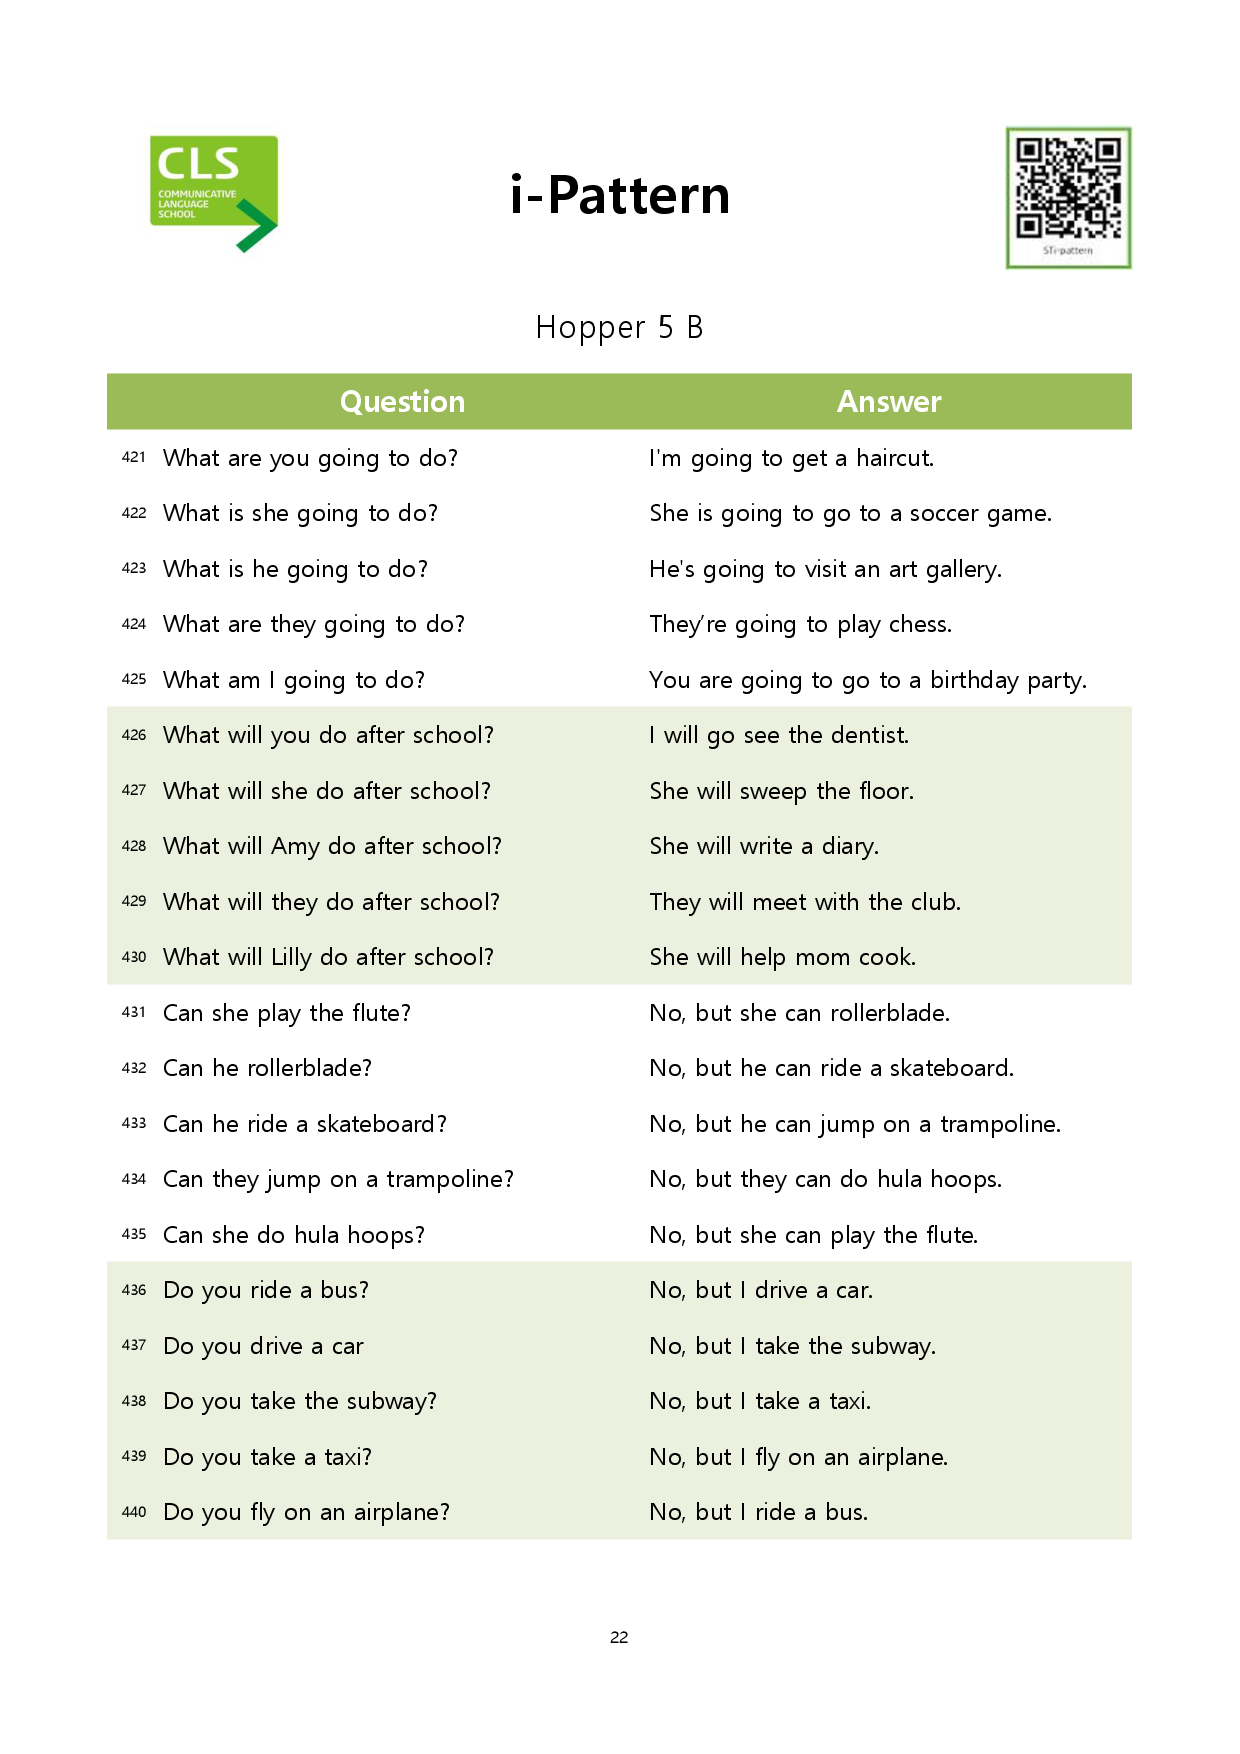 CLS
COMMUNICATIVE
LANGUAGE
SCHOOL
i-Pattern
STi-pattern
Hopper 5 B
Question Answer
421 What are you going to do? I'm going to get a haircut.
422 What is she going to do? She is going to go to a soccer game.
423 What is he going to do? He's going to visit an art gallery.
424 What are they going to do? They’re going to play chess.
425 What am I going to do? You are going to go to a birthday party.
426 What will you do after school? I will go see the dentist.
427 What will she do after school? She will sweep the floor.
428 What will Amy do after school? She will write a diary.
429 What will they do after school? They will meet with the club.
430 What will Lilly do after school? She will help mom cook.
431 Can she play the flute? No, but she can rollerblade.
432 Can he rollerblade? No, but he can ride a skateboard.
433 Can he ride a skateboard? No, but he can jump on a trampoline.
434 Can they jump on a trampoline? No, but they can do hula hoops.
435 Can she do hula hoops? No, but she can play the flute.
436 Do you ride a bus? No, but I drive a car.
437 Do you drive a car No, but I take the subway.
438 Do you take the subway? No, but I take a taxi.
439 Do you take a taxi? No, but I fly on an airplane.
440 Do you fly on an airplane? No, but I ride a bus.
22